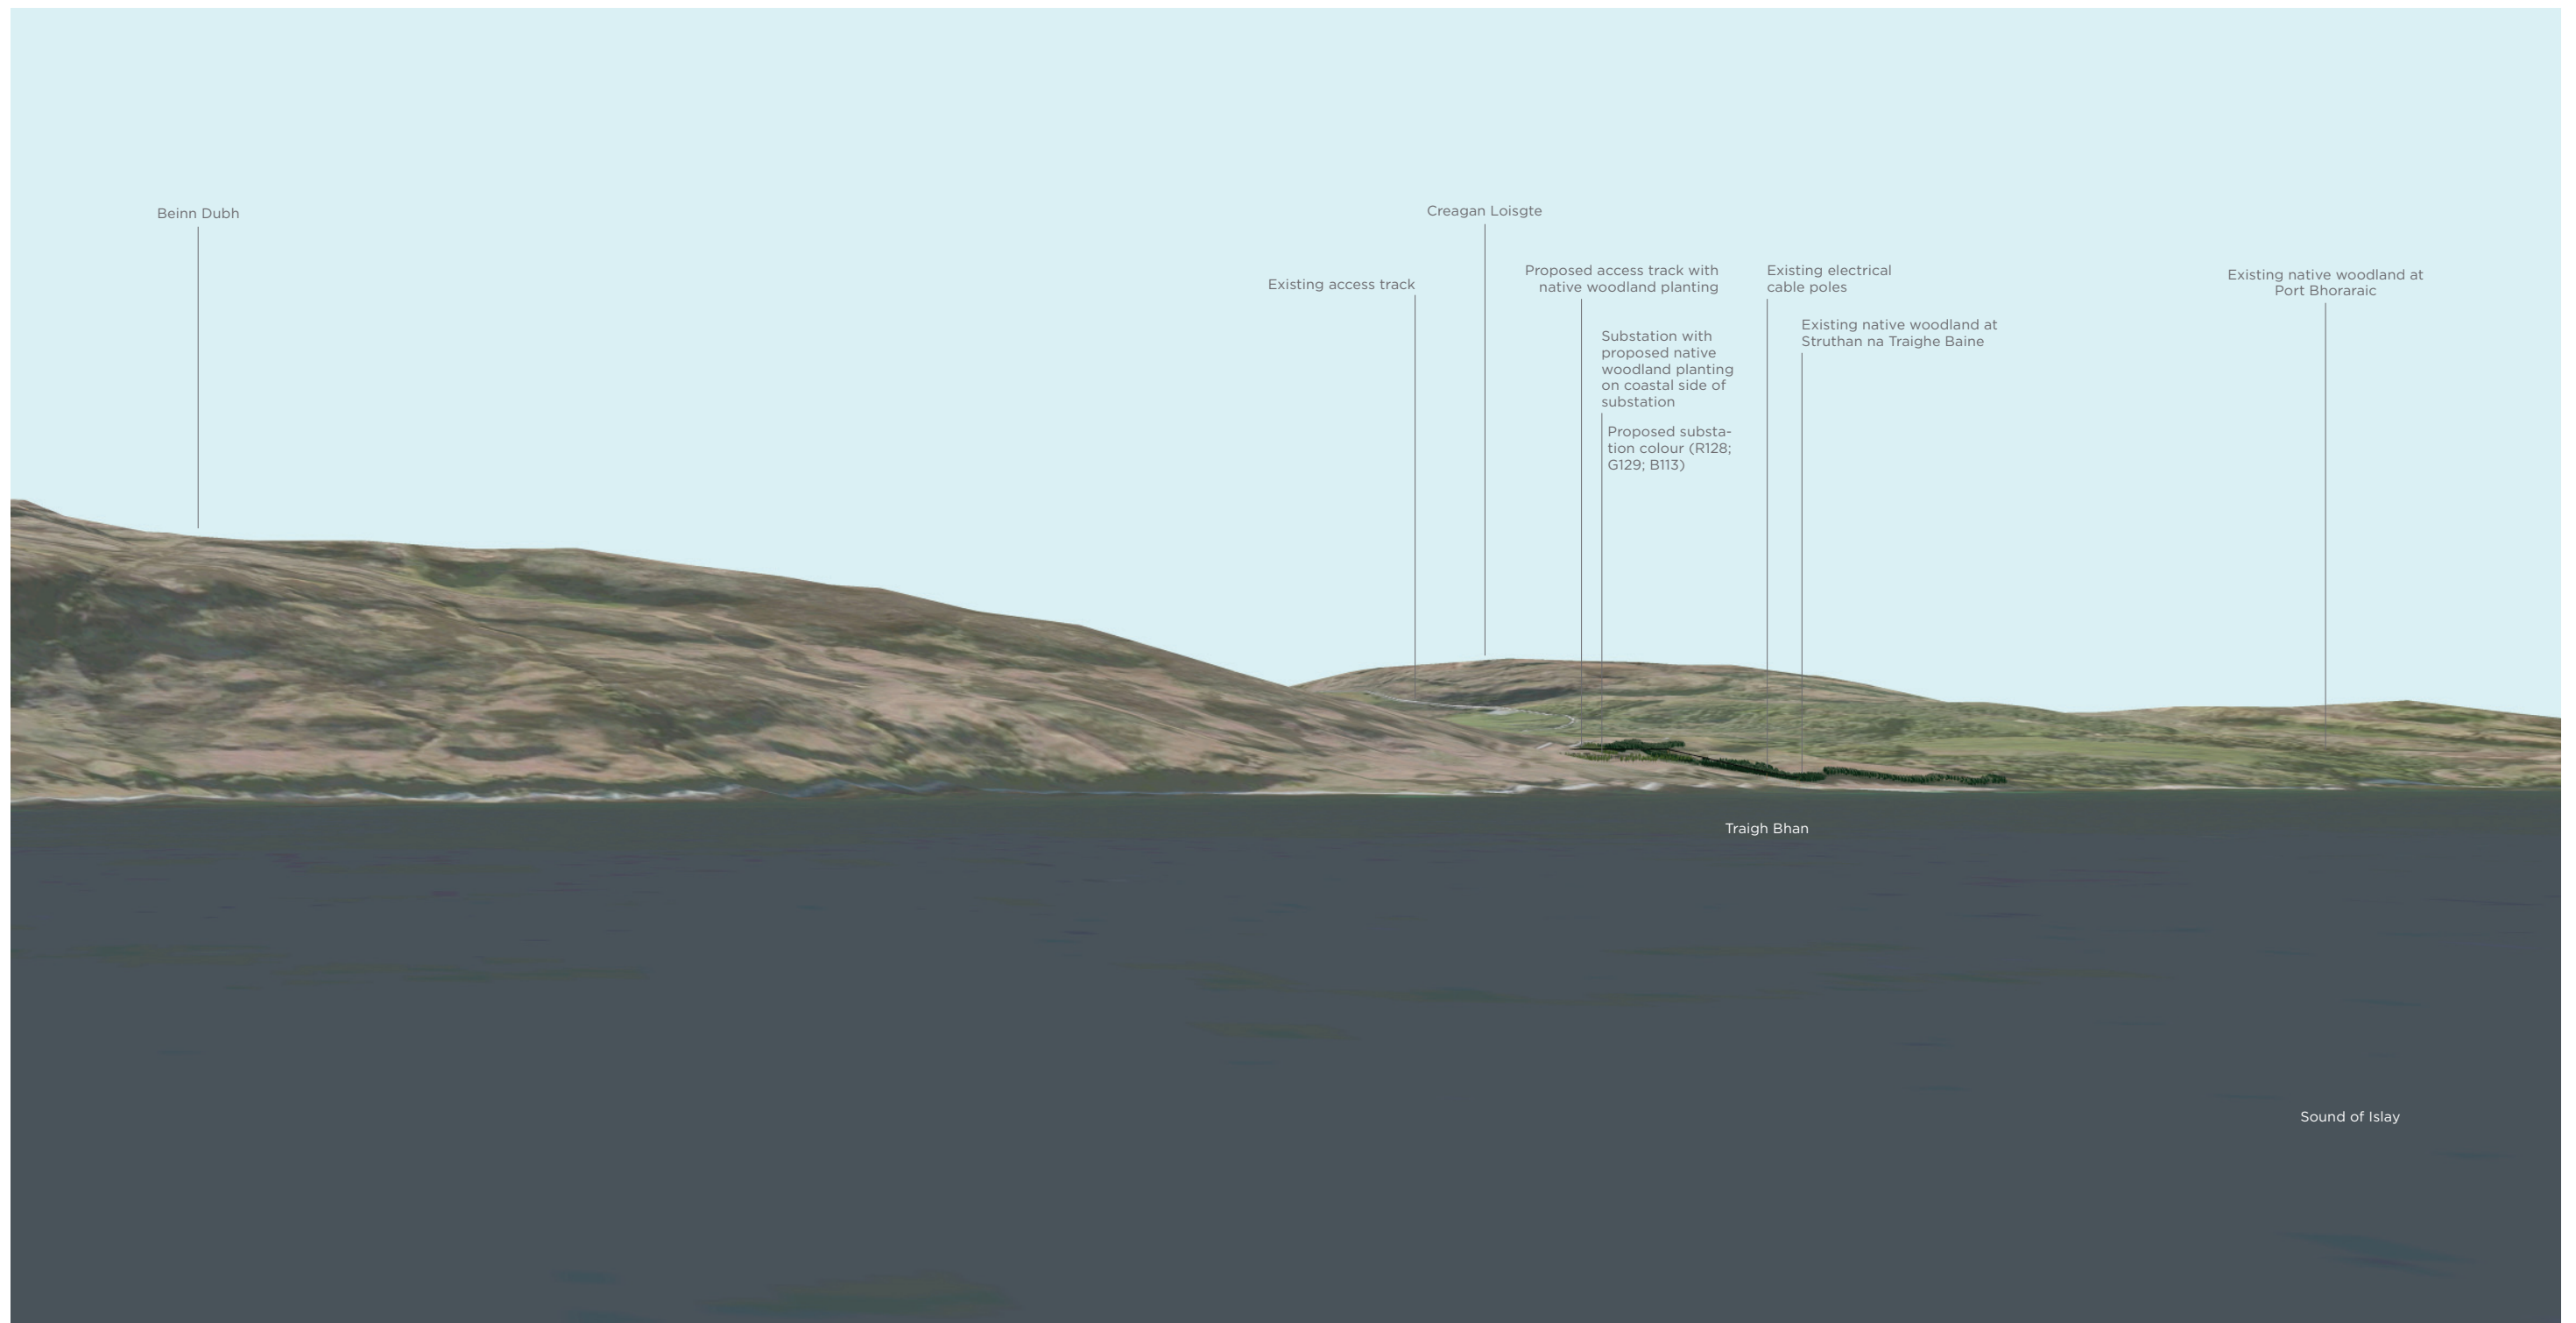 Beinn Dubh
Creagan Loisgte
Existing access track
Proposed access track with
native woodland planting
Existing electrical
cable poles
Existing native woodland at
Port Bhoraraic
Existing native woodland at
Struthan na Traighe Baine
Substation with
proposed native
woodland planting
on coastal side of
substation
Proposed substa-
tion colour (R128;
G129; B113)
Traigh Bhan
Sound of Islay